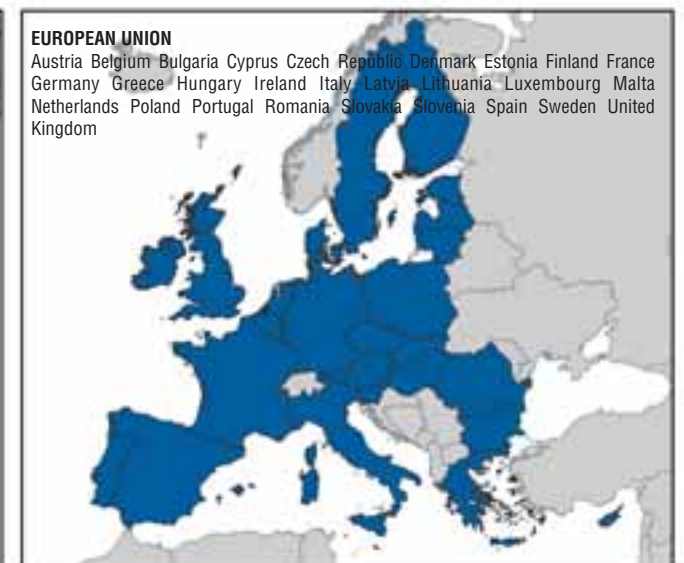 EUROPEAN UNION
Austria Belgium Bulgaria Cyprus Czech Republic Denmark Estonia Finland France
Germany Greece Hungary Ireland Italy Latvia Lithuania Luxembourg Malta
Netherlands Poland Portugal Romania Slovakia Slovenia Spain Sweden United
Kingdom